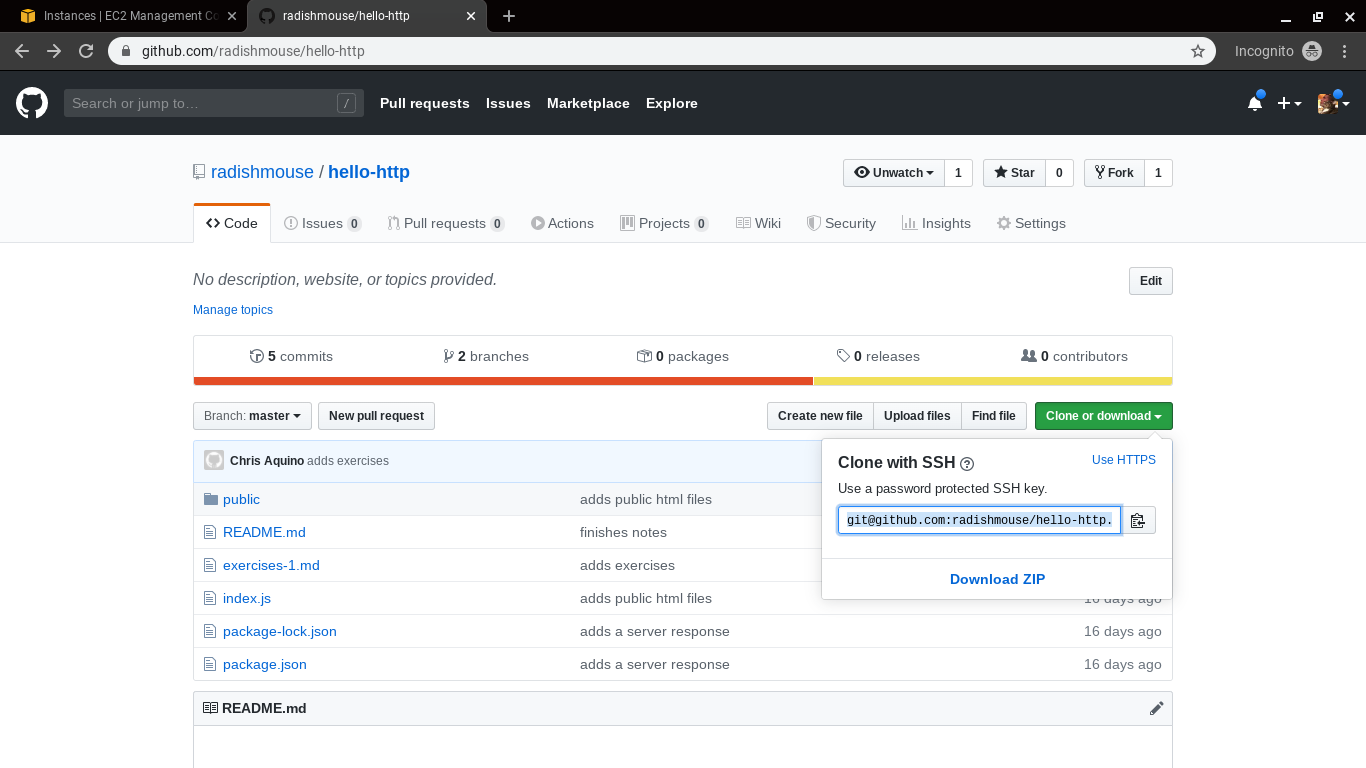 Instances | EC2 Management Co
radishmouse/hello-http
github.com/radishmouse/hello-http
Incognito
Search or jump to…
/
Pull requests
Issues
Marketplace
Explore
radishmouse / hello-http
Unwatch
1
Star
0
Fork
1
Code
Issues 0
Pull requests 0
Actions
Projects 0
Wiki
Security
Insights
Settings
No description, website, or topics provided.
Edit
Manage topics
5 commits
2 branches
0 packages
0 releases
0 contributors
Branch: master
New pull request
Create new file
Upload files
Find file
Clone or download
Chris Aquino adds exercises
Clone with SSH
Use HTTPS
Use a password protected SSH key.
git@github.com:radishmouse/hello-http.
Download ZIP
public
adds public html files
README.md
finishes notes
exercises-1.md
adds exercises
index.js
adds public html files
16 days ago
package-lock.json
adds a server response
16 days ago
package.json
adds a server response
16 days ago
README.md